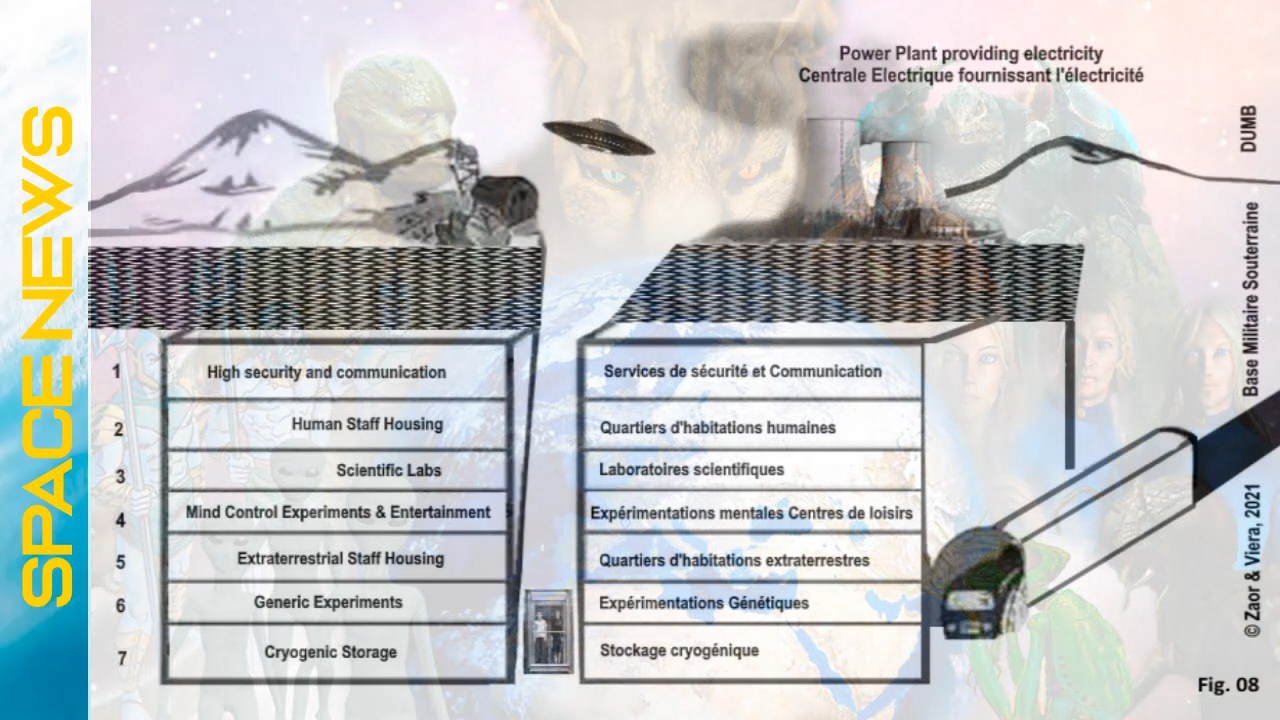 SPACE NEWS
Power Plant providing electricity
Centrale Electrique fournissant l'électricité
1
High security and communication
Services de sécurité et Communication
2
Human Staff Housing
Quartiers d'habitations humaines
3
Scientific Labs
Laboratoires scientifiques
4
Mind Control Experiments & Entertainment
Expérimentations mentales Centres de loisirs
5
Extraterrestrial Staff Housing
Quartiers d'habitations extraterrestres
6
Generic Experiments
Expérimentations Génétiques
7
Cryogenic Storage
Stockage cryogénique
© Zaor & Viera, 2021 Base Militaire Souterraine DUMB
Fig. 08